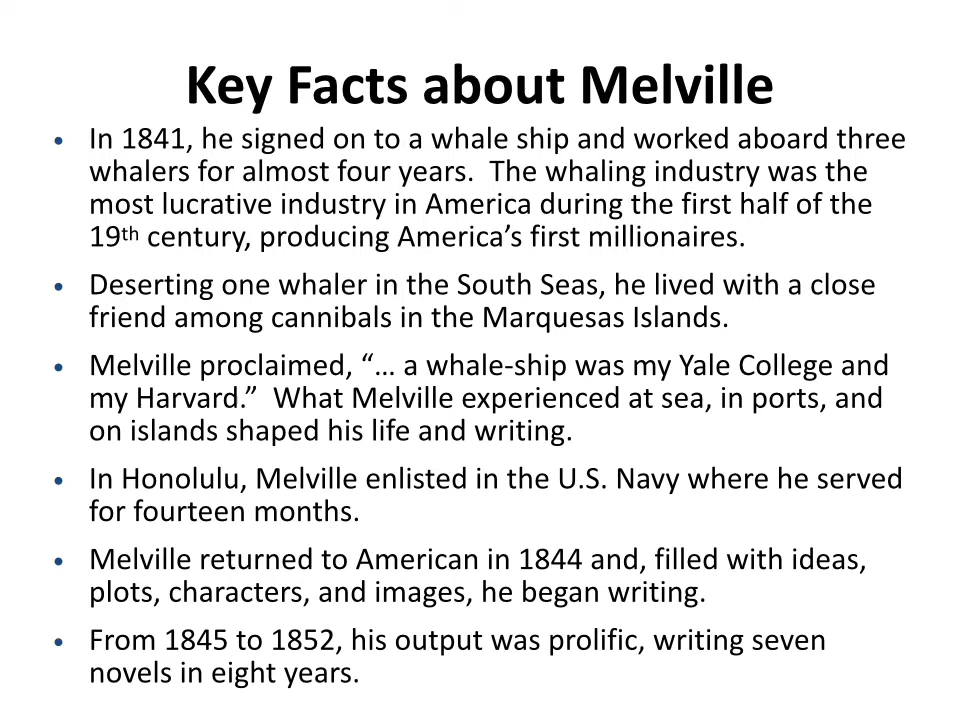 Key Facts about Melville
• In 1841, he signed on to a whale ship and worked aboard three
whalers for almost four years.  The whaling industry was the
most lucrative industry in America during the first half of the
19th century, producing America’s first millionaires.
• Deserting one whaler in the South Seas, he lived with a close
friend among cannibals in the Marquesas Islands.
• Melville proclaimed, “… a whale-ship was my Yale College and
my Harvard.”  What Melville experienced at sea, in ports, and
on islands shaped his life and writing.
• In Honolulu, Melville enlisted in the U.S. Navy where he served
for fourteen months.
• Melville returned to American in 1844 and, filled with ideas,
plots, characters, and images, he began writing.
• From 1845 to 1852, his output was prolific, writing seven
novels in eight years.